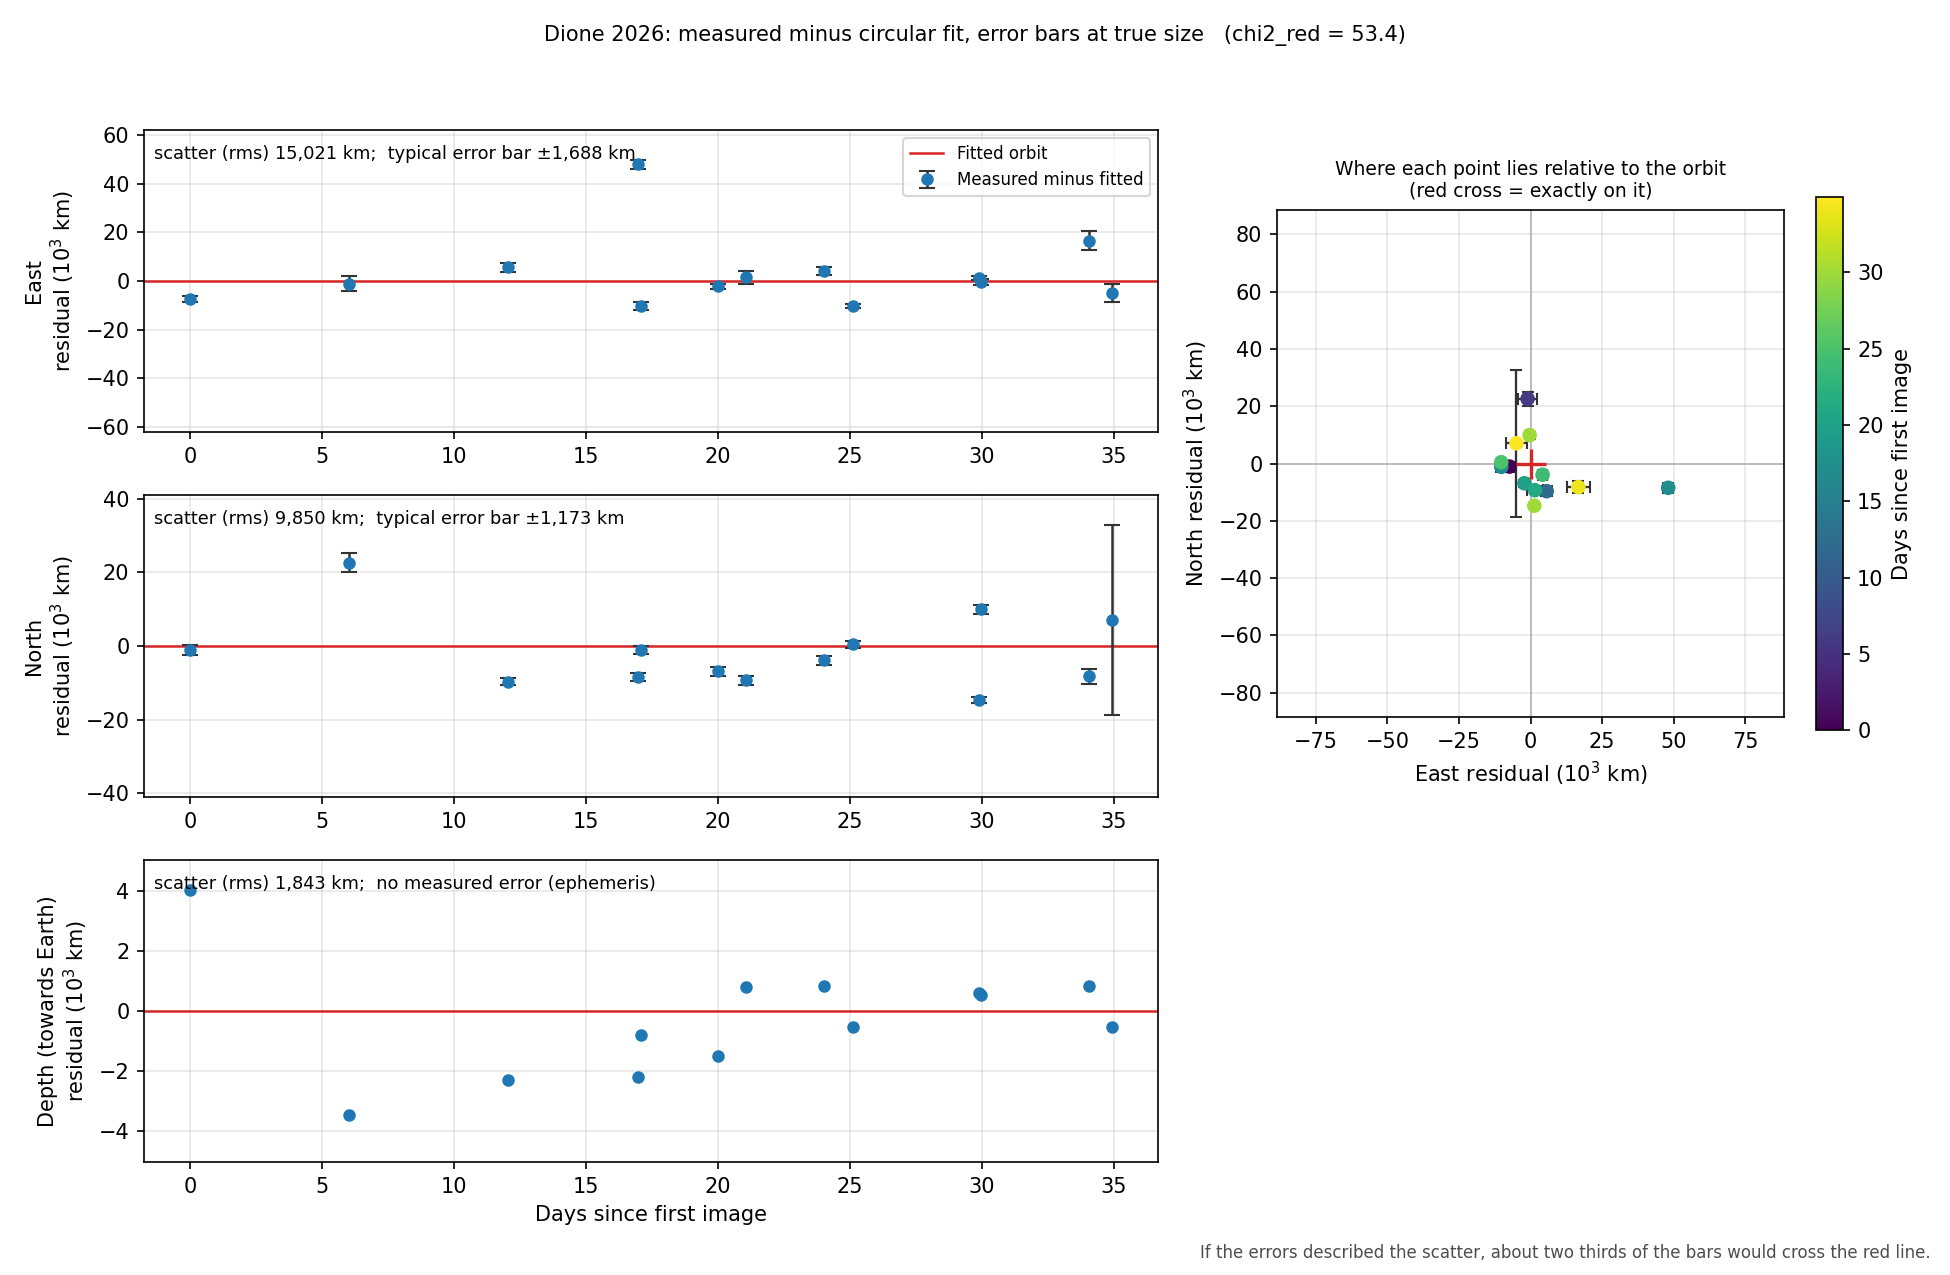 Dione 2026: measured minus circular fit, error bars at true size (chi2_red = 53.4)
scatter (rms) 15,021 km; typical error bar ±1,688 km
Fitted orbit
Measured minus fitted
East
residual (10³ km)
60
40
20
0
−20
−40
−60
0 5 10 15 20 25 30 35
scatter (rms) 9,850 km; typical error bar ±1,173 km
North
residual (10³ km)
40
20
0
−20
−40
0 5 10 15 20 25 30 35
scatter (rms) 1,843 km; no measured error (ephemeris)
Depth (towards Earth)
residual (10³ km)
4
2
0
−2
−4
0 5 10 15 20 25 30 35
Days since first image
Where each point lies relative to the orbit
(red cross = exactly on it)
North residual (10³ km)
80
60
40
20
0
−20
−40
−60
−80
−75 −50 −25 0 25 50 75
East residual (10³ km)
30
25
20
15
10
5
0
Days since first image
If the errors described the scatter, about two thirds of the bars would cross the red line.